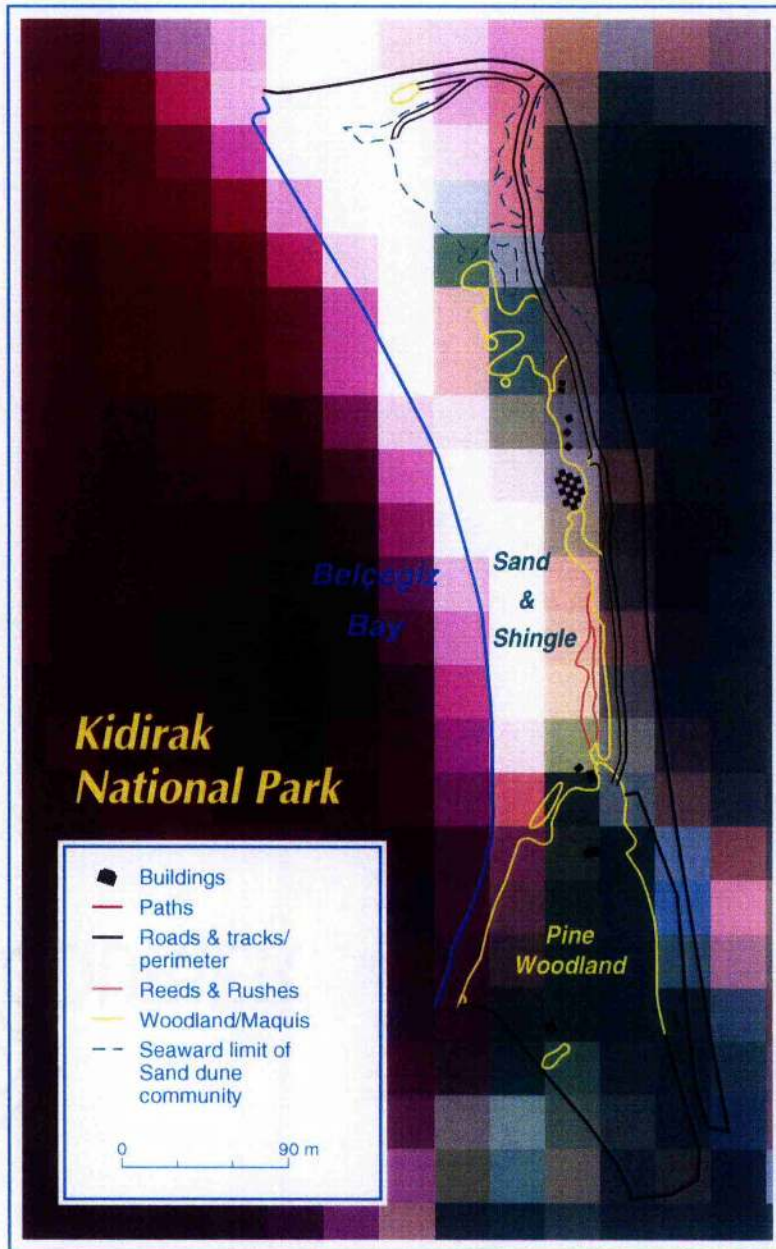 Belçegiz
Bay
Sand
&
Shingle
Kidirak
National Park
Pine
Woodland
Buildings
Paths
Roads & tracks/
perimeter
Reeds & Rushes
Woodland/Maquis
Seaward limit of
Sand dune
community
0 90 m